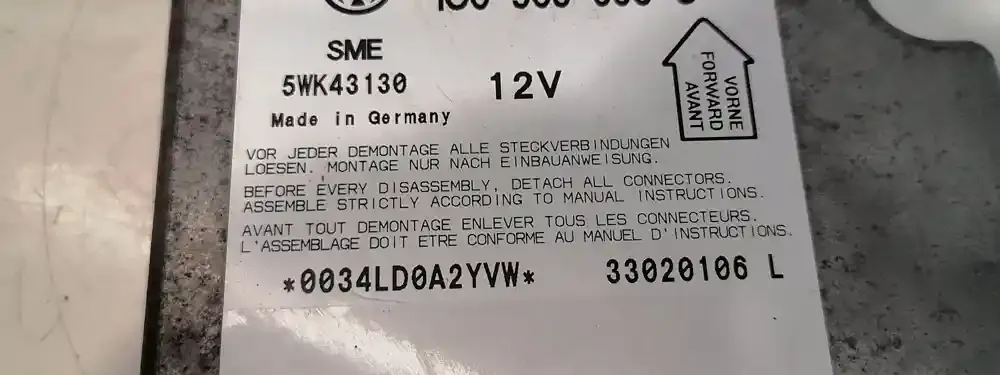 SME
5WK43130
12V
Made in Germany
VORNE
FORWARD
AVANT
VOR JEDER DEMONTAGE ALLE STECKVERBINDUNGEN
LOESEN. MONTAGE NUR NACH EINBAUANWEISUNG.
BEFORE EVERY DISASSEMBLY, DETACH ALL CONNECTORS.
ASSEMBLE STRICTLY ACCORDING TO MANUAL INSTRUCTIONS.
AVANT TOUT DEMONTAGE ENLEVER TOUS LES CONNECTEURS.
L'ASSEMBLAGE DOIT ETRE CONFORME AU MANUEL D'INSTRUCTIONS.
*0034LD0A2YVW* 33020106 L